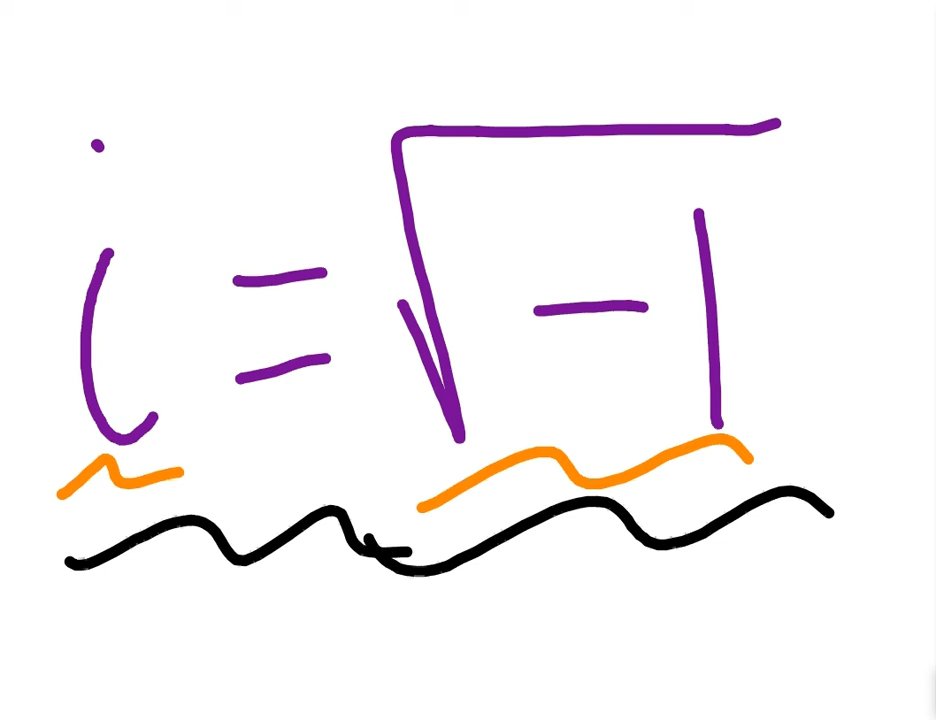 i = √-1